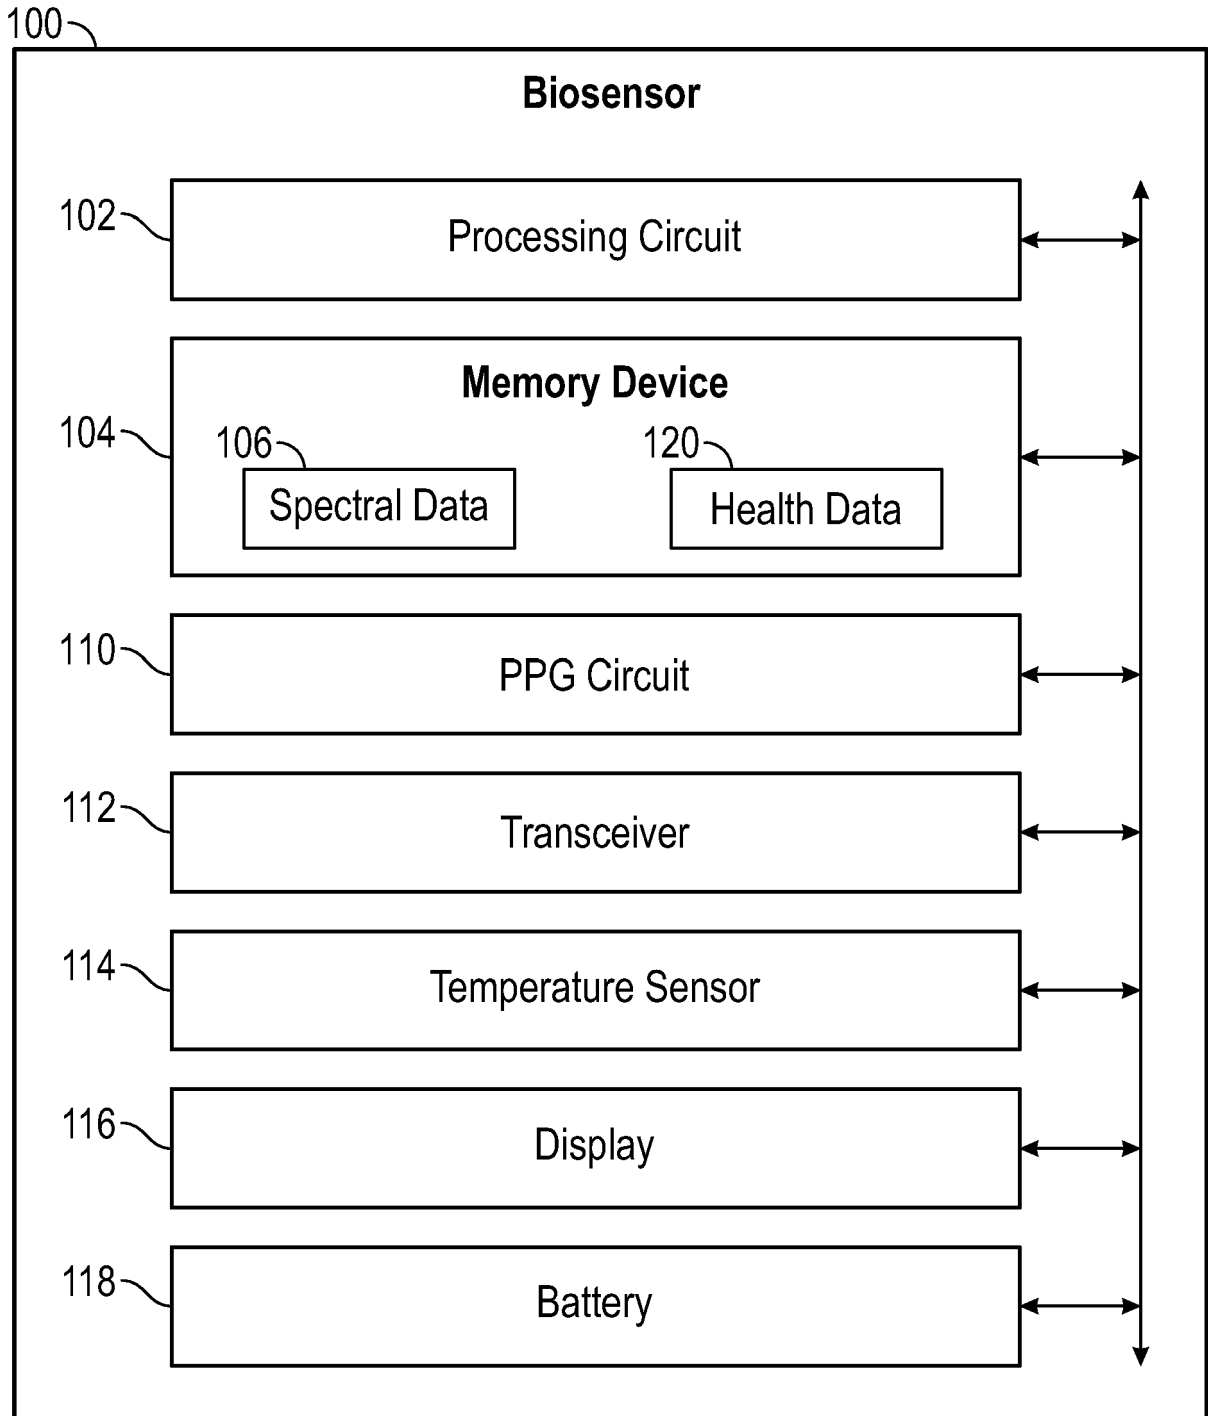 100
Biosensor
102
Processing Circuit
Memory Device
104
106
120
Spectral Data
Health Data
110
PPG Circuit
112
Transceiver
114
Temperature Sensor
116
Display
118
Battery